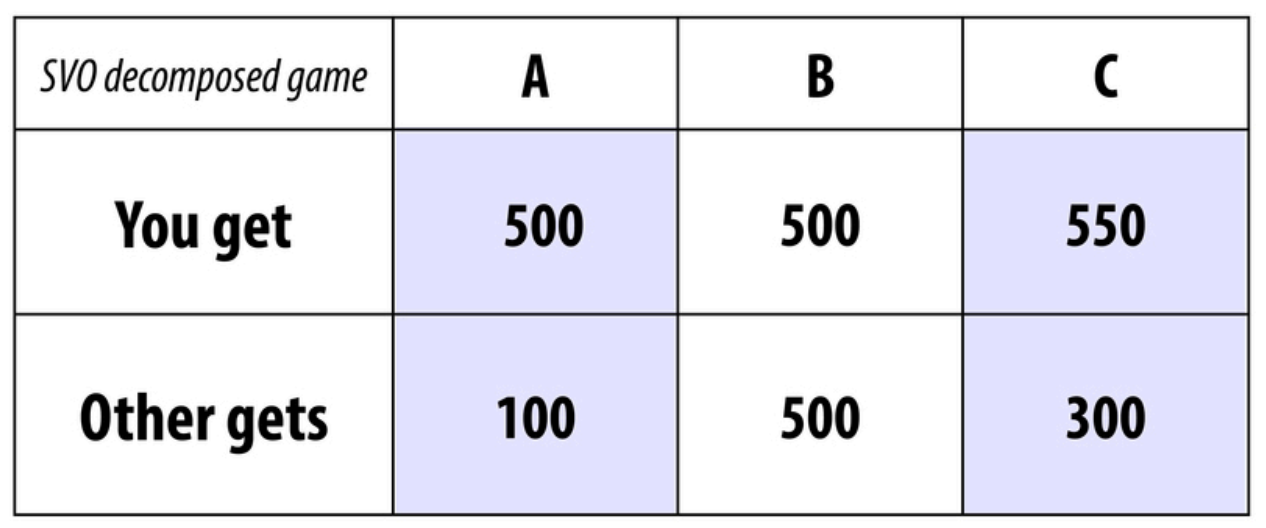 SVO decomposed game A B C
You get 500 500 550
Other gets 100 500 300